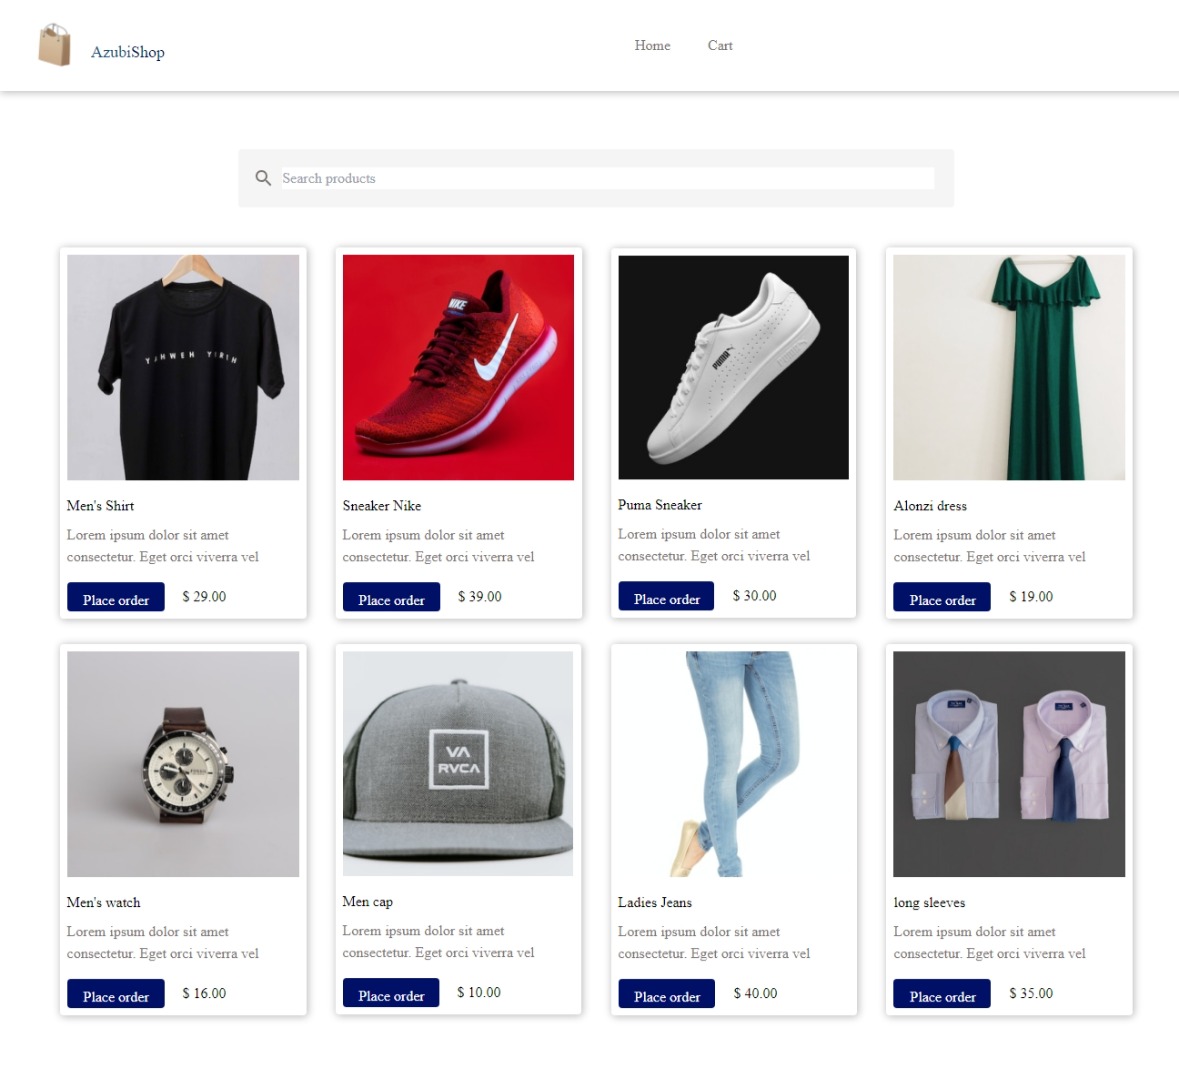 AzubiShop
Home
Cart
Search products
NIKE
PUMA
Men's Shirt
Lorem ipsum dolor sit amet
consectetur. Eget orci viverra vel
Place order
$ 29.00
Sneaker Nike
Lorem ipsum dolor sit amet
consectetur. Eget orci viverra vel
Place order
$ 39.00
Puma Sneaker
Lorem ipsum dolor sit amet
consectetur. Eget orci viverra vel
Place order
$ 30.00
Alonzi dress
Lorem ipsum dolor sit amet
consectetur. Eget orci viverra vel
Place order
$ 19.00
VA
RVCA
Men's watch
Lorem ipsum dolor sit amet
consectetur. Eget orci viverra vel
Place order
$ 16.00
Men cap
Lorem ipsum dolor sit amet
consectetur. Eget orci viverra vel
Place order
$ 10.00
Ladies Jeans
Lorem ipsum dolor sit amet
consectetur. Eget orci viverra vel
Place order
$ 40.00
long sleeves
Lorem ipsum dolor sit amet
consectetur. Eget orci viverra vel
Place order
$ 35.00